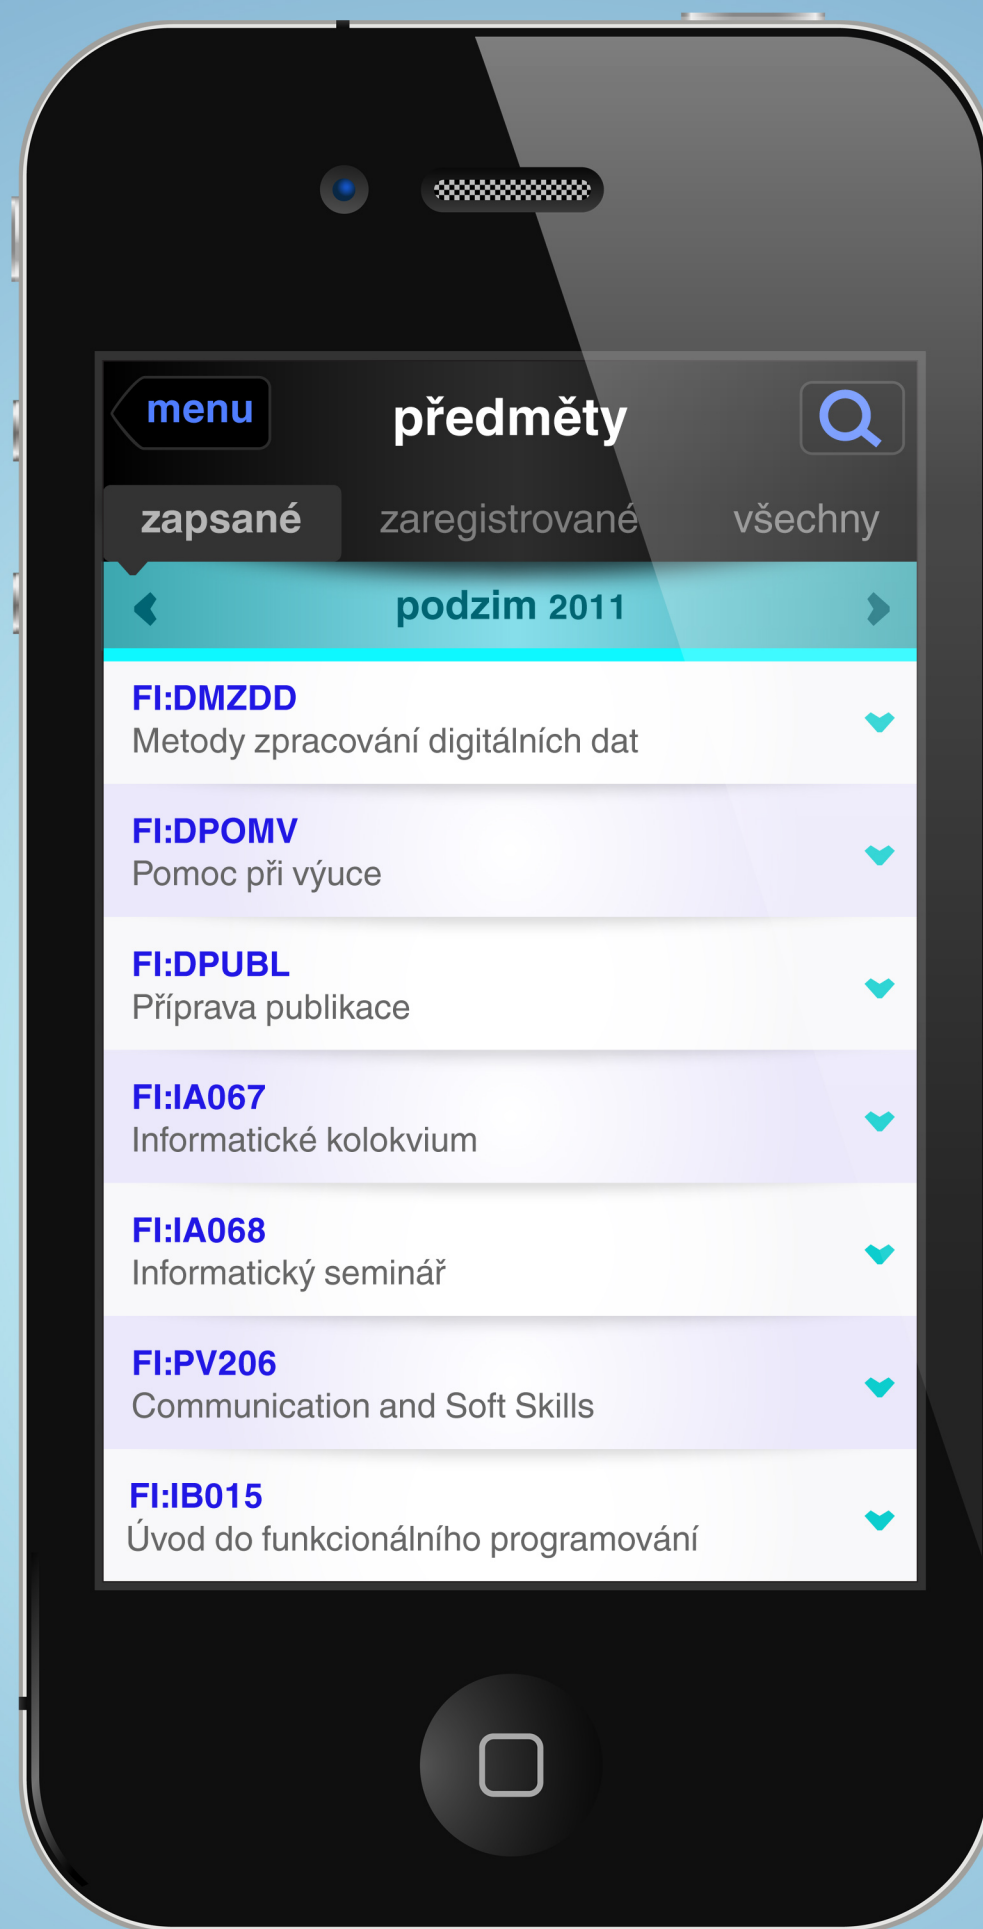 menu
předměty
zapsané
zaregistrované
všechny
podzim 2011
FI:DMZDD
Metody zpracování digitálních dat
FI:DPOMV
Pomoc při výuce
FI:DPUBL
Příprava publikace
FI:IA067
Informatické kolokvium
FI:IA068
Informatický seminář
FI:PV206
Communication and Soft Skills
FI:IB015
Úvod do funkcionálního programování